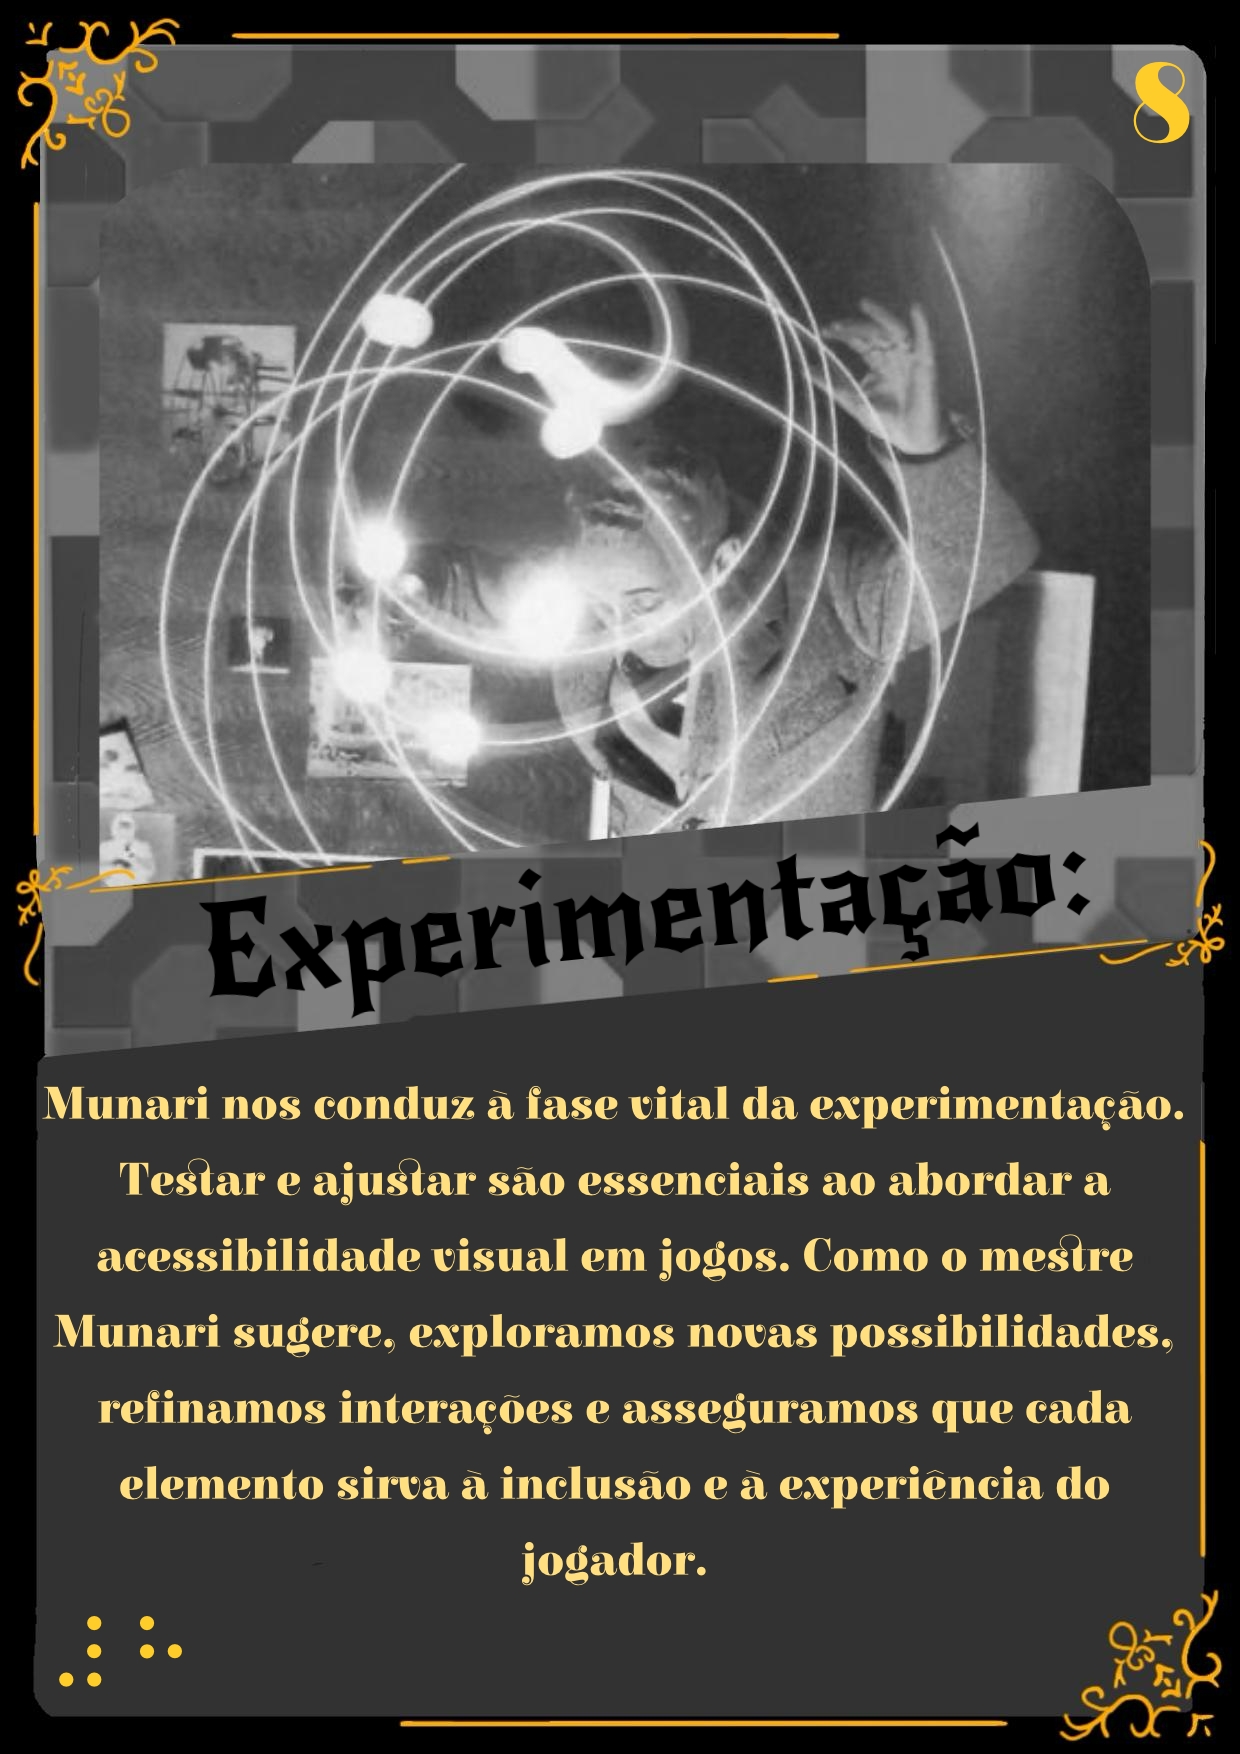 8
Experimentação:
Munari nos conduz à fase vital da experimentação.
Testar e ajustar são essenciais ao abordar a
acessibilidade visual em jogos. Como o mestre
Munari sugere, exploramos novas possibilidades,
refinamos interações e asseguramos que cada
elemento sirva à inclusão e à experiência do
jogador.
⠼⠓